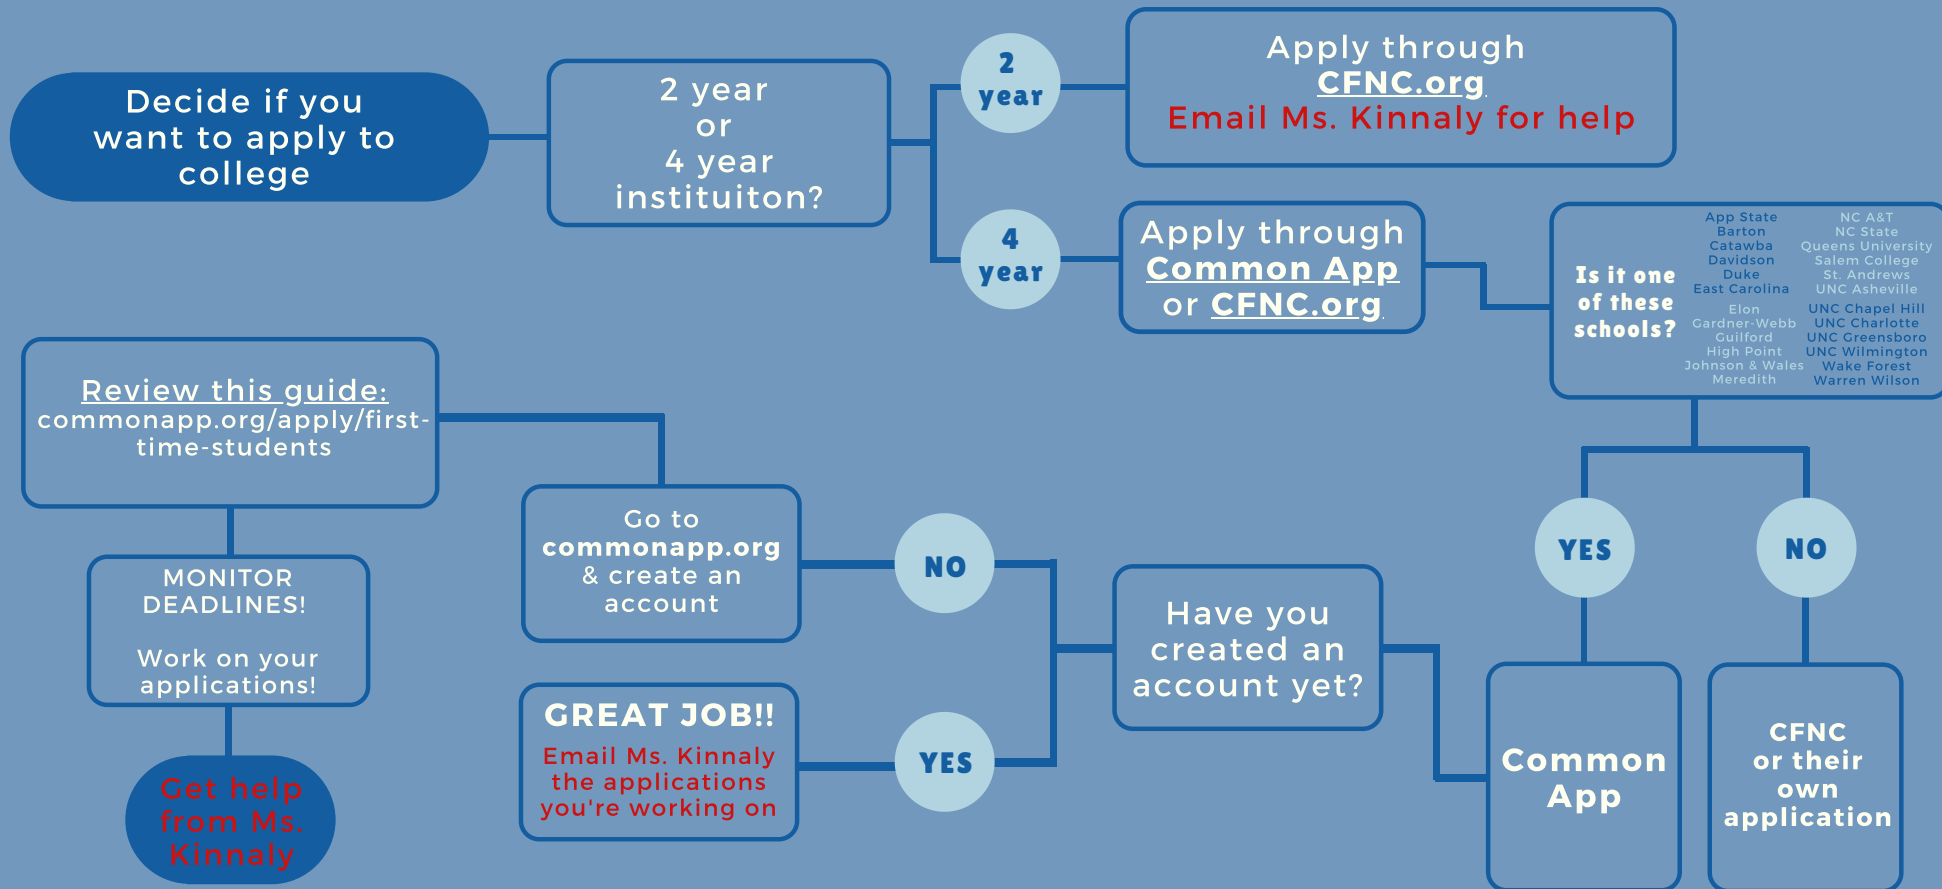 Decide if you
want to apply to
college
2 year
or
4 year
instituiton?
2
year
Apply through
CFNC.org
Email Ms. Kinnaly for help
4
year
Apply through
Common App
or CFNC.org
Is it one
of these
schools?
App State
Barton
Catawba
Davidson
Duke
East Carolina
Elon
Gardner-Webb
Guilford
High Point
Johnson & Wales
Meredith
NC A&T
NC State
Queens University
Salem College
St. Andrews
UNC Asheville
UNC Chapel Hill
UNC Charlotte
UNC Greensboro
UNC Wilmington
Wake Forest
Warren Wilson
YES
NO
Common
App
CFNC
or their
own
application
Have you
created an
account yet?
NO
YES
Go to
commonapp.org
& create an
account
GREAT JOB!!
Email Ms. Kinnaly
the applications
you're working on
Review this guide:
commonapp.org/apply/first-
time-students
MONITOR
DEADLINES!
Work on your
applications!
Get help
from Ms.
Kinnaly